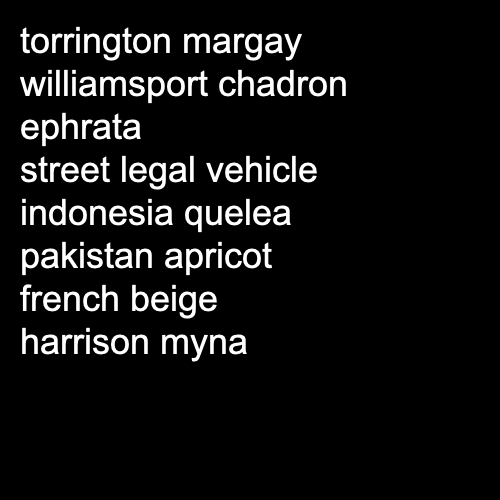 torrington margay
williamsport chadron
ephrata
street legal vehicle
indonesia quelea
pakistan apricot
french beige
harrison myna